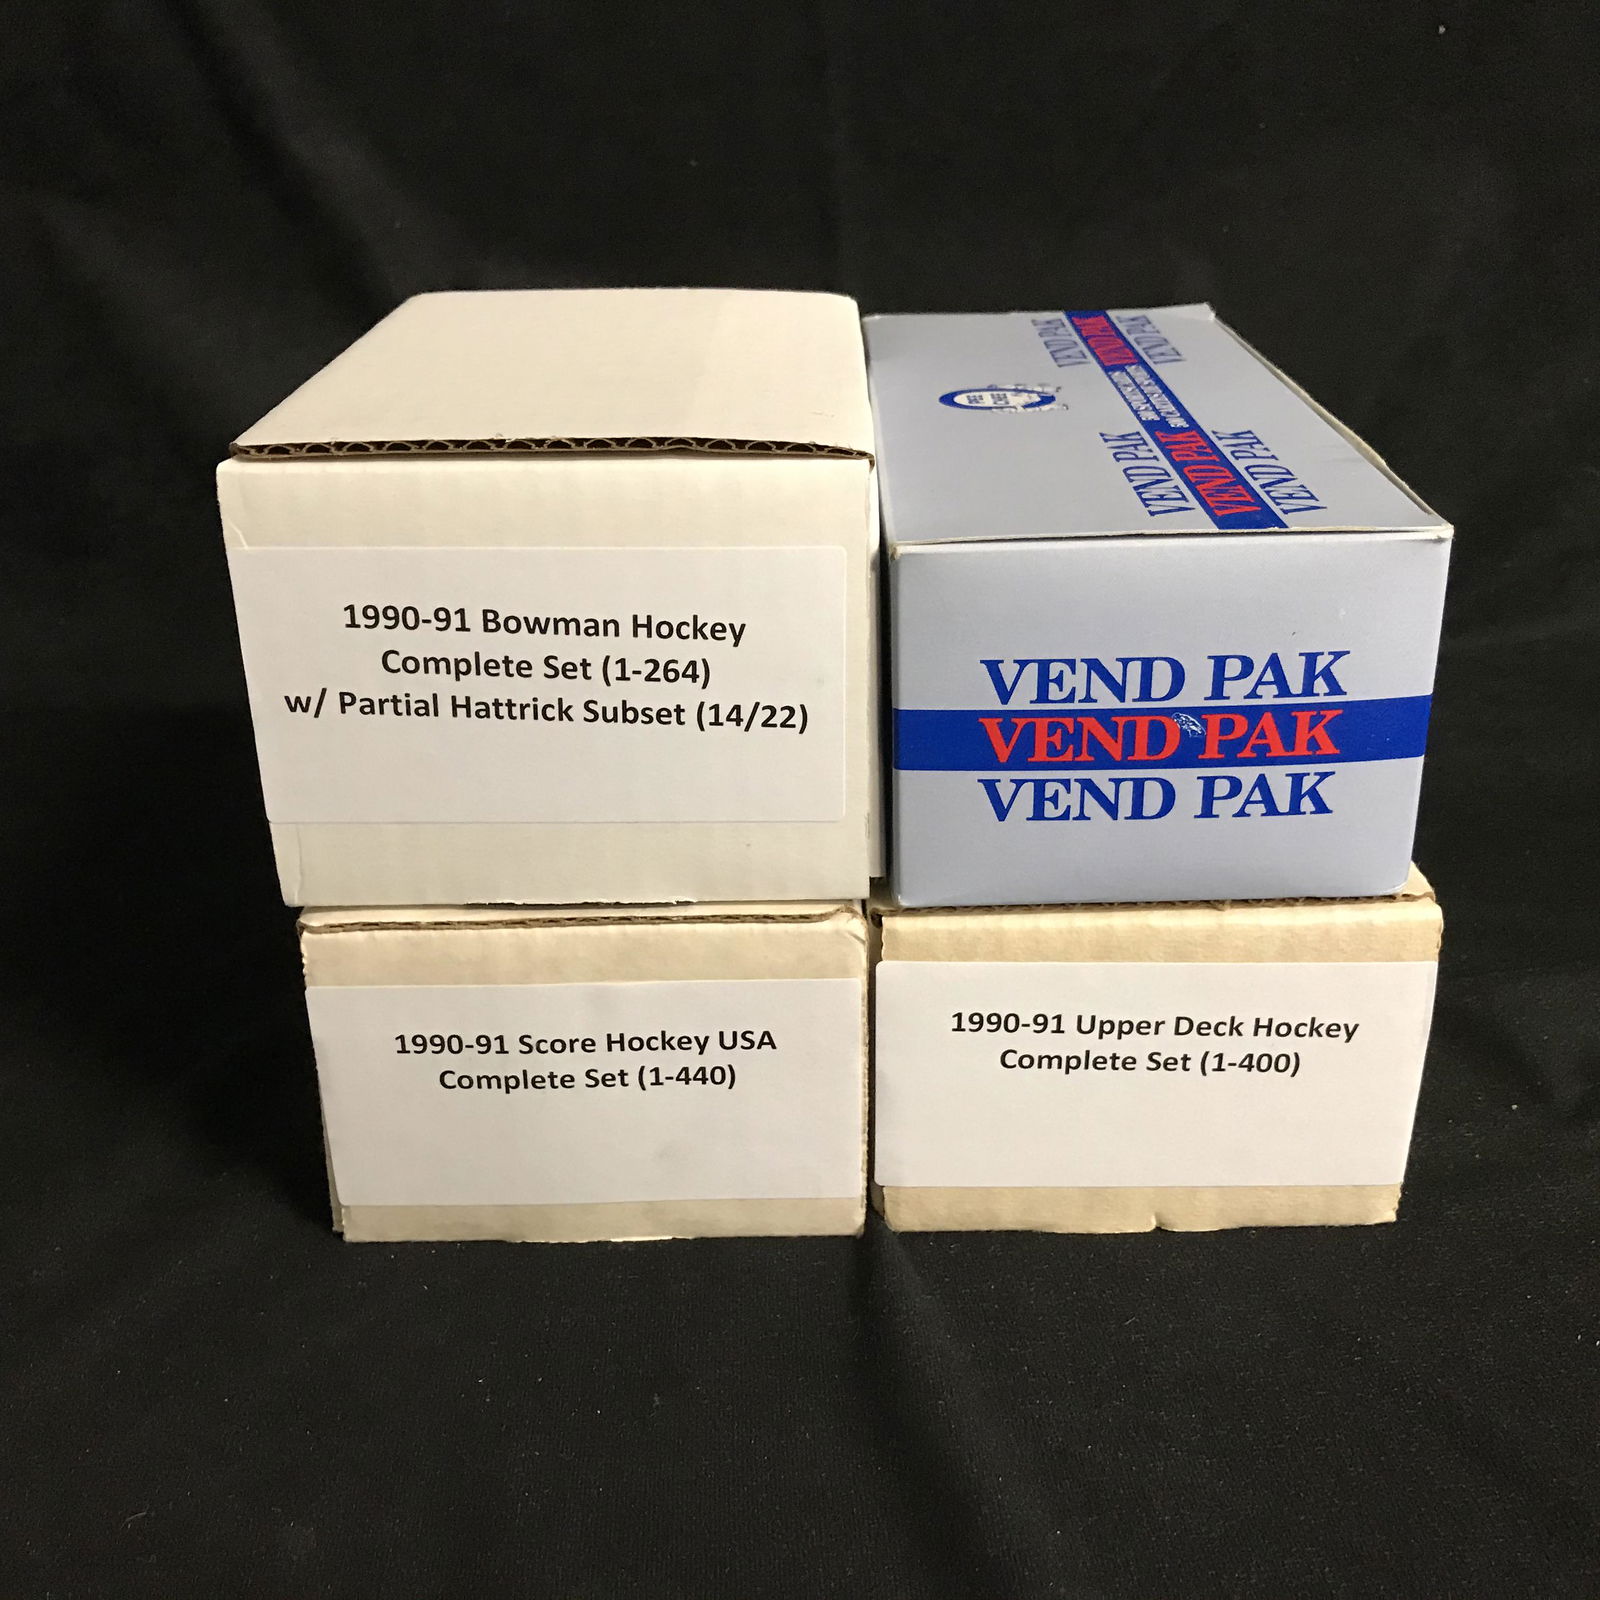 1990-91 Bowman Hockey
Complete Set (1-264)
w/ Partial Hattrick Subset (14/22)
VEND PAK
VEND PAK
VEND PAK
VEND PAK
VEND PAK
VEND PAK
VEND PAK
VEND PAK
VEND PAK
1990-91 Score Hockey USA
Complete Set (1-440)
1990-91 Upper Deck Hockey
Complete Set (1-400)